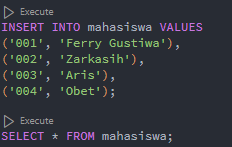 Execute
INSERT INTO mahasiswa VALUES
('001', 'Ferry Gustiwa'),
('002', 'Zarkasih'),
('003', 'Aris'),
('004', 'Obet');
Execute
SELECT * FROM mahasiswa;